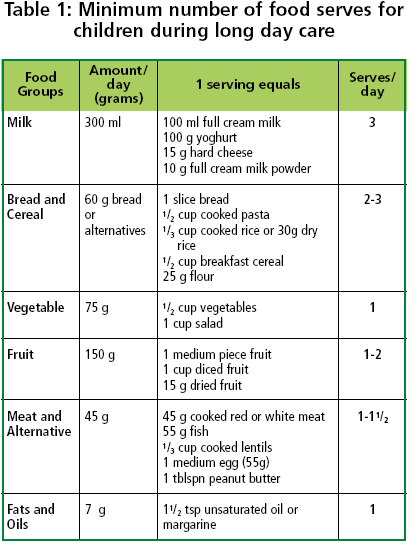 Table 1: Minimum number of food serves for
children during long day care
Food Groups Amount/ day (grams) 1 serving equals Serves/ day
Milk 300 ml 100 ml full cream milk 3
100 g yoghurt
15 g hard cheese
10 g full cream milk powder
Bread and 60 g bread 1 slice bread 2-3
Cereal or 1/2 cup cooked pasta
alternatives 1/3 cup cooked rice or 30g dry
rice
1/2 cup breakfast cereal
25 g flour
Vegetable 75 g 1/2 cup vegetables 1
1 cup salad
Fruit 150 g 1 medium piece fruit 1-2
1 cup diced fruit
15 g dried fruit
Meat and 45 g 45 g cooked red or white meat 1-1 1/2
Alternative 55 g fish
1/3 cup cooked lentils
1 medium egg (55g)
1 tblspn peanut butter
Fats and 7 g 1 1/2 tsp unsaturated oil or 1
Oils margarine